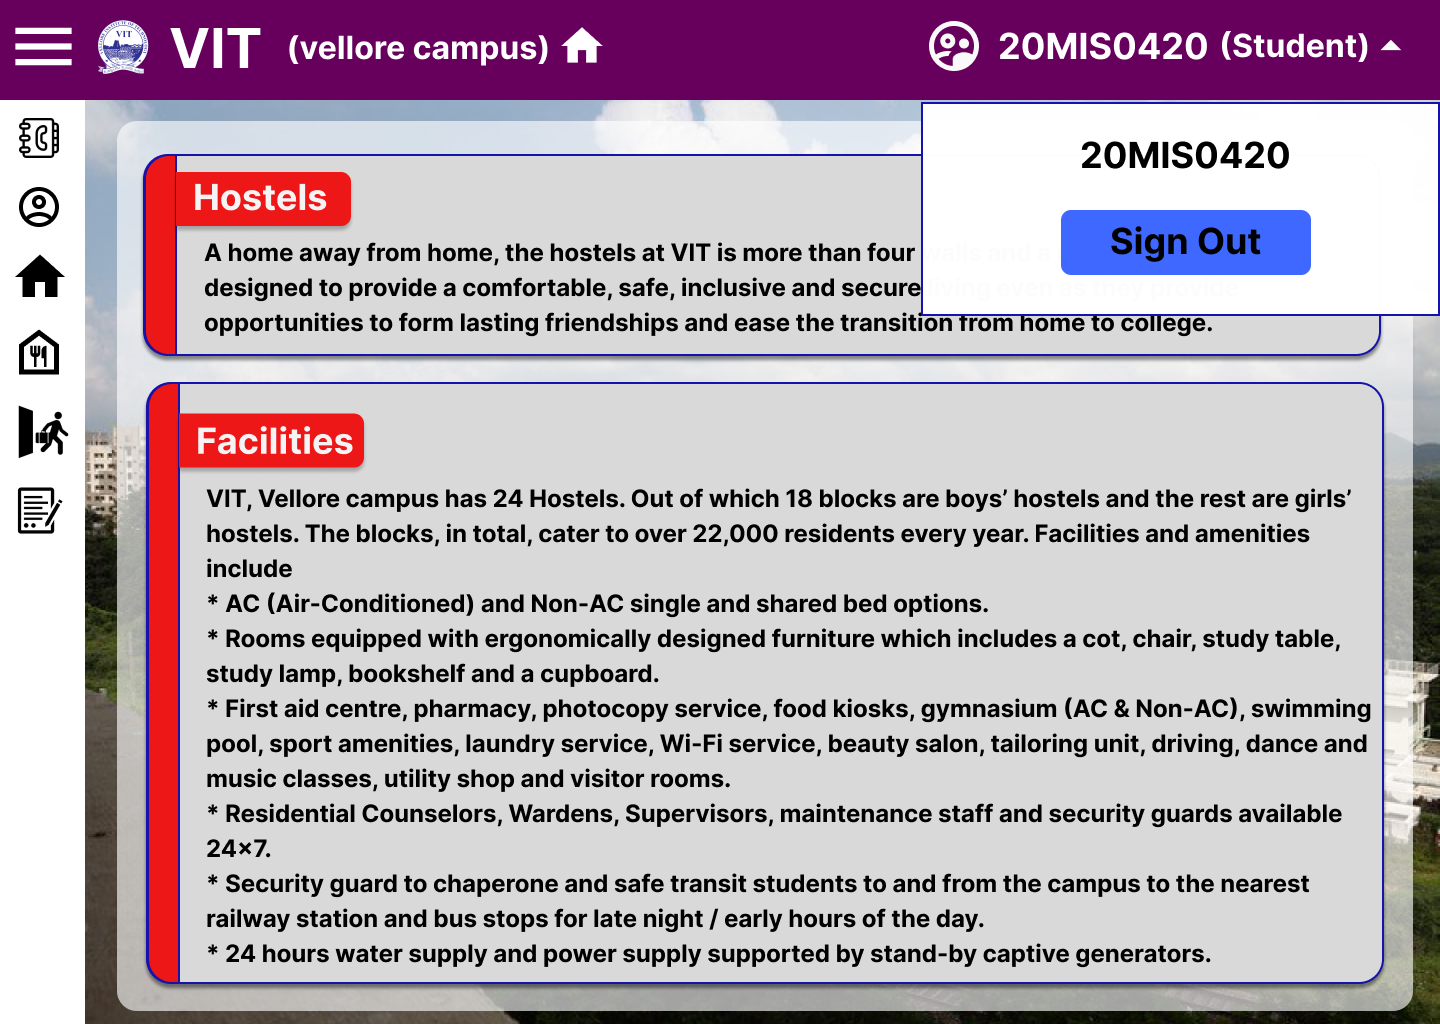 VIT (vellore campus) 20MIS0420 (Student)
VIT
20MIS0420
Sign Out
Hostels
A home away from home, the hostels at VIT is more than four walls and a
designed to provide a comfortable, safe, inclusive and secure living even as they provide
opportunities to form lasting friendships and ease the transition from home to college.
Facilities
VIT, Vellore campus has 24 Hostels. Out of which 18 blocks are boys’ hostels and the rest are girls’
hostels. The blocks, in total, cater to over 22,000 residents every year. Facilities and amenities
include
* AC (Air-Conditioned) and Non-AC single and shared bed options.
* Rooms equipped with ergonomically designed furniture which includes a cot, chair, study table,
study lamp, bookshelf and a cupboard.
* First aid centre, pharmacy, photocopy service, food kiosks, gymnasium (AC & Non-AC), swimming
pool, sport amenities, laundry service, Wi-Fi service, beauty salon, tailoring unit, driving, dance and
music classes, utility shop and visitor rooms.
* Residential Counselors, Wardens, Supervisors, maintenance staff and security guards available
24×7.
* Security guard to chaperone and safe transit students to and from the campus to the nearest
railway station and bus stops for late night / early hours of the day.
* 24 hours water supply and power supply supported by stand-by captive generators.